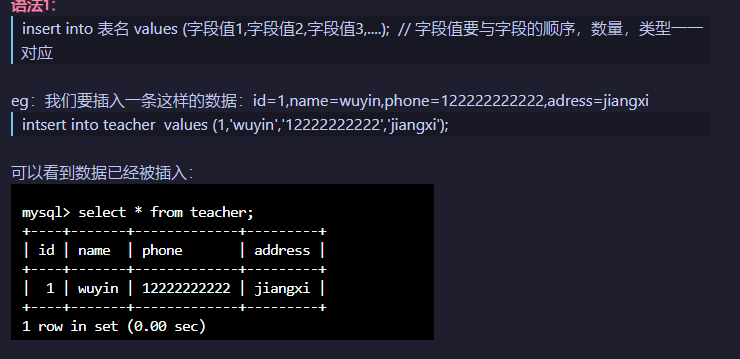 语法1:
insert into 表名 values (字段值1,字段值2,字段值3,....);  // 字段值要与字段的顺序，数量，类型一一
对应
eg：我们要插入一条这样的数据：id=1,name=wuyin,phone=122222222222,adress=jiangxi
intsert into teacher  values (1,'wuyin','12222222222','jiangxi');
可以看到数据已经被插入：
mysql> select * from teacher;
+----+-------+-------------+---------+
| id | name  | phone       | address |
+----+-------+-------------+---------+
|  1 | wuyin | 12222222222 | jiangxi |
+----+-------+-------------+---------+
1 row in set (0.00 sec)